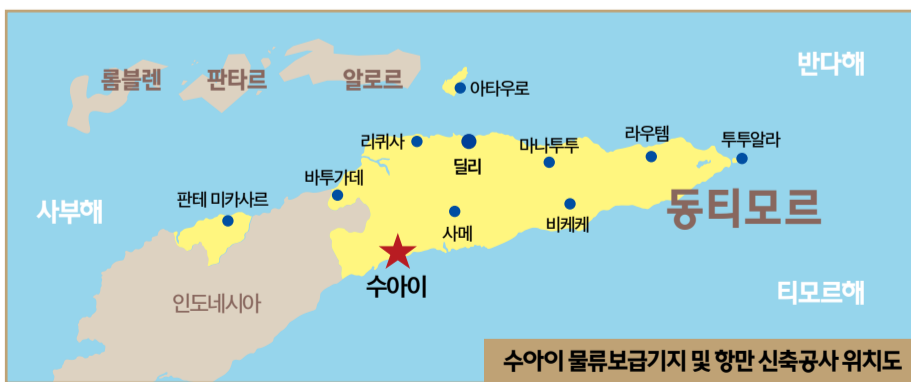 반다해
롬블렌
판타르
알로르
아타우로
리퀴사
딜리
마나투투
라우템
투투알라
바투가데
판테 미카사르
사부해
동티모르
사메
비케케
수아이
인도네시아
티모르해
수아이 물류보급기지 및 항만 신축공사 위치도